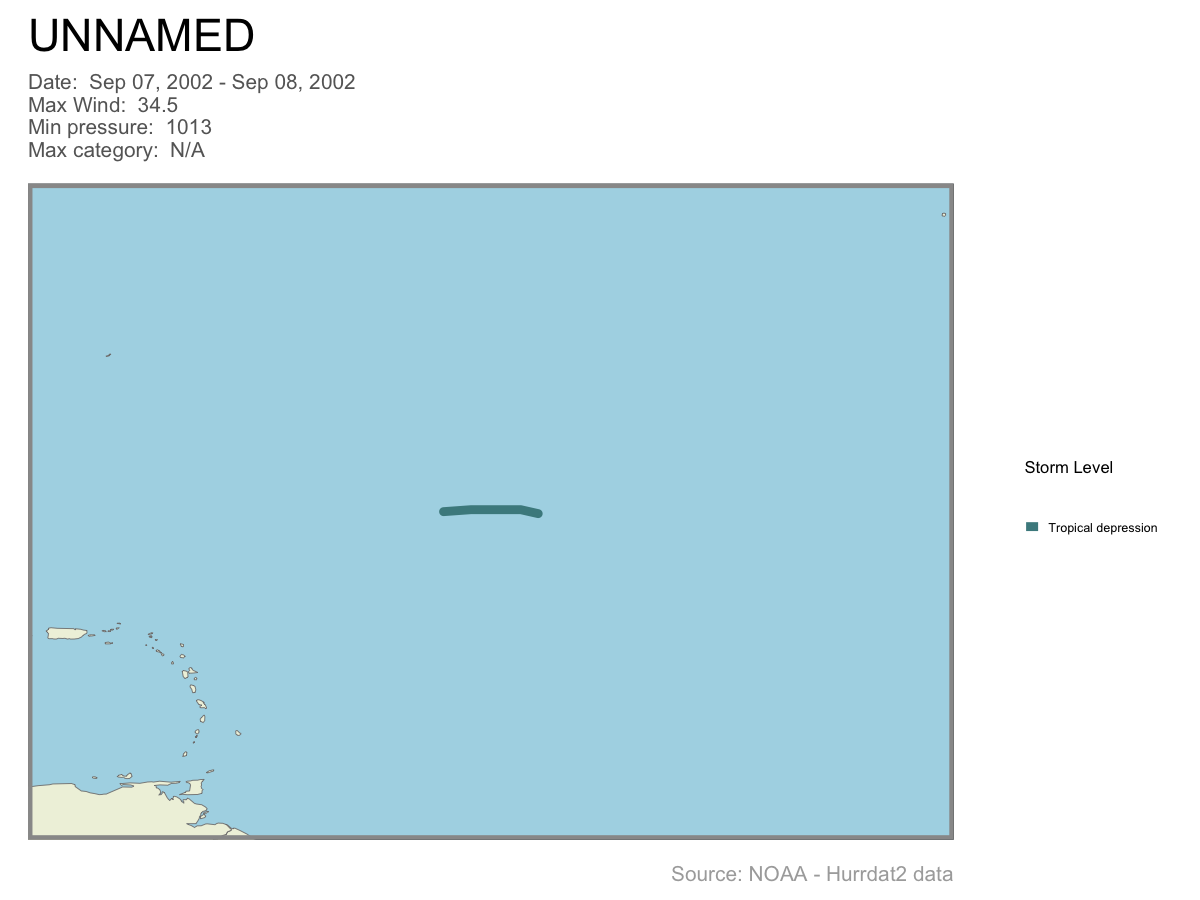 UNNAMED
Date:  Sep 07, 2002 - Sep 08, 2002
Max Wind:  34.5
Min pressure:  1013
Max category:  N/A
Storm Level
Tropical depression
Source: NOAA - Hurrdat2 data